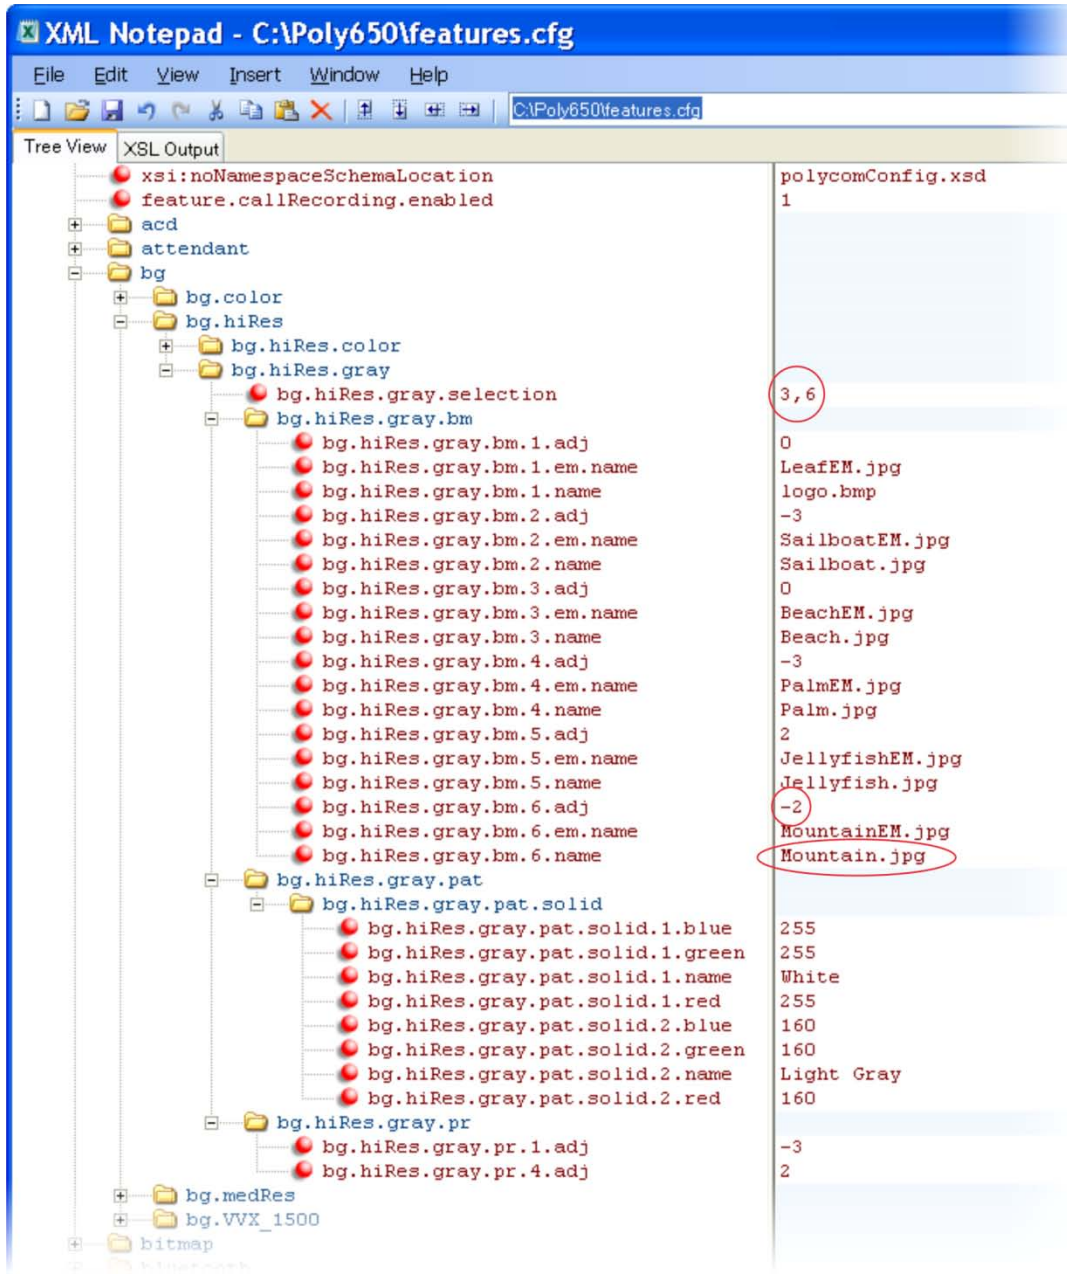 XML Notepad - C:\Poly650\features.cfg
File Edit View Insert Window Help
C:\Poly650\features.cfg
Tree View XSL Output
xsi:noNamespaceSchemaLocation polycomConfig.xsd
feature.callRecording.enabled 1
acd
attendant
bg
bg.color
bg.hiRes
bg.hiRes.color
bg.hiRes.gray
bg.hiRes.gray.selection 3,6
bg.hiRes.gray.bm
bg.hiRes.gray.bm.1.adj 0
bg.hiRes.gray.bm.1.em.name LeafEM.jpg
bg.hiRes.gray.bm.1.name logo.bmp
bg.hiRes.gray.bm.2.adj -3
bg.hiRes.gray.bm.2.em.name SailboatEM.jpg
bg.hiRes.gray.bm.2.name Sailboat.jpg
bg.hiRes.gray.bm.3.adj 0
bg.hiRes.gray.bm.3.em.name BeachEM.jpg
bg.hiRes.gray.bm.3.name Beach.jpg
bg.hiRes.gray.bm.4.adj -3
bg.hiRes.gray.bm.4.em.name PalmEM.jpg
bg.hiRes.gray.bm.4.name Palm.jpg
bg.hiRes.gray.bm.5.adj 2
bg.hiRes.gray.bm.5.em.name JellyfishEM.jpg
bg.hiRes.gray.bm.5.name Jellyfish.jpg
bg.hiRes.gray.bm.6.adj -2
bg.hiRes.gray.bm.6.em.name MountainEM.jpg
bg.hiRes.gray.bm.6.name Mountain.jpg
bg.hiRes.gray.pat
bg.hiRes.gray.pat.solid
bg.hiRes.gray.pat.solid.1.blue 255
bg.hiRes.gray.pat.solid.1.green 255
bg.hiRes.gray.pat.solid.1.name White
bg.hiRes.gray.pat.solid.1.red 255
bg.hiRes.gray.pat.solid.2.blue 160
bg.hiRes.gray.pat.solid.2.green 160
bg.hiRes.gray.pat.solid.2.name Light Gray
bg.hiRes.gray.pat.solid.2.red 160
bg.hiRes.gray.pr
bg.hiRes.gray.pr.1.adj -3
bg.hiRes.gray.pr.4.adj 2
bg.medRes
bg.VVX_1500
bitmap